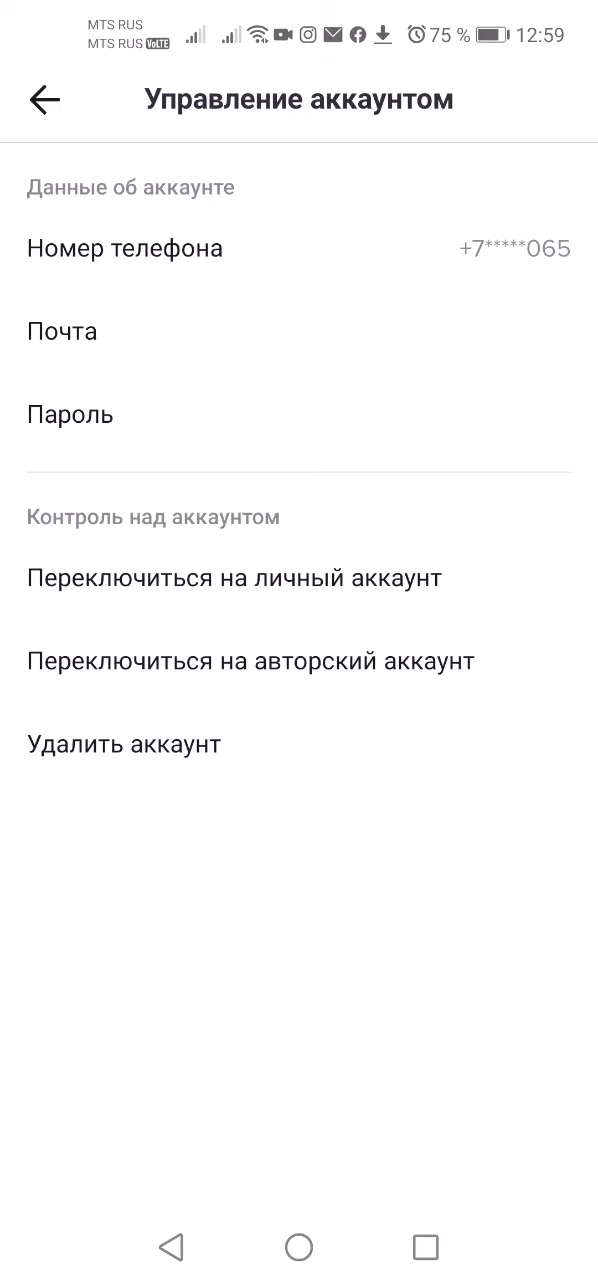 MTS RUS
MTS RUS VoLTE 75 % 12:59
Управление аккаунтом
Данные об аккаунте
Номер телефона +7*****065
Почта
Пароль
Контроль над аккаунтом
Переключиться на личный аккаунт
Переключиться на авторский аккаунт
Удалить аккаунт